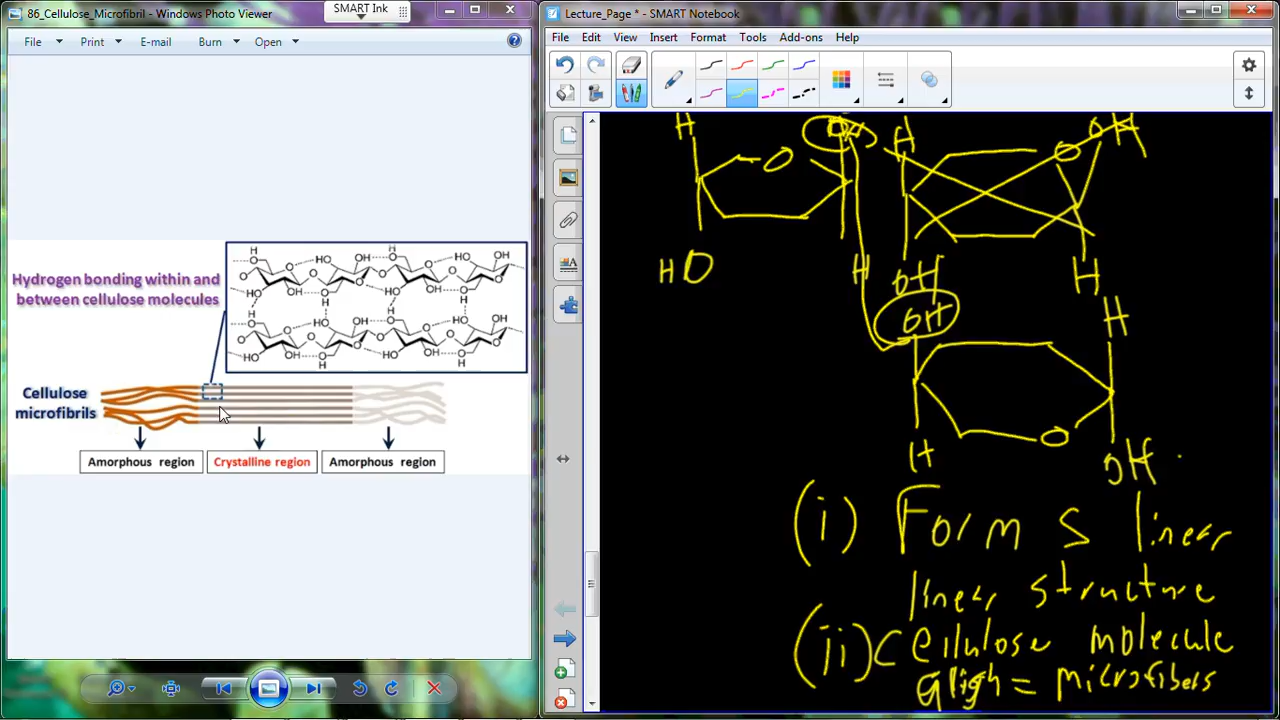 86_Cellulose_Microfibril - Windows Photo Viewer
SMART Ink
File Print E-mail Burn Open
Hydrogen bonding within and
between cellulose molecules
Cellulose
microfibrils
Amorphous region
Crystalline region
Amorphous region
Lecture_Page * - SMART Notebook
File Edit View Insert Format Tools Add-ons Help
H OH H OH
O O
HO H OH H
OH H
O
H OH
(i) Forms linear
linear structure
(ii) Cellulose molecule
align = microfibers